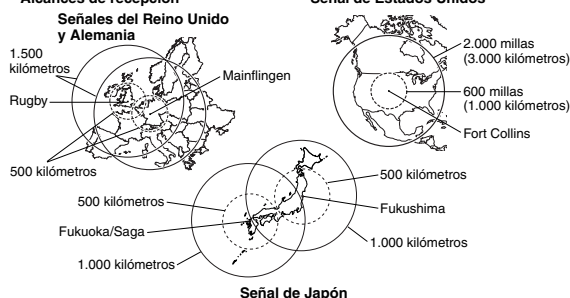 Alcances de recepción
Señal de Estados Unidos
Señales del Reino Unido
y Alemania
1.500
kilómetros
Mainflingen
Rugby
500 kilómetros
2.000 millas
(3.000 kilómetros)
600 millas
(1.000 kilómetros)
Fort Collins
500 kilómetros
500 kilómetros
Fukushima
Fukuoka/Saga
1.000 kilómetros
1.000 kilómetros
Señal de Japón